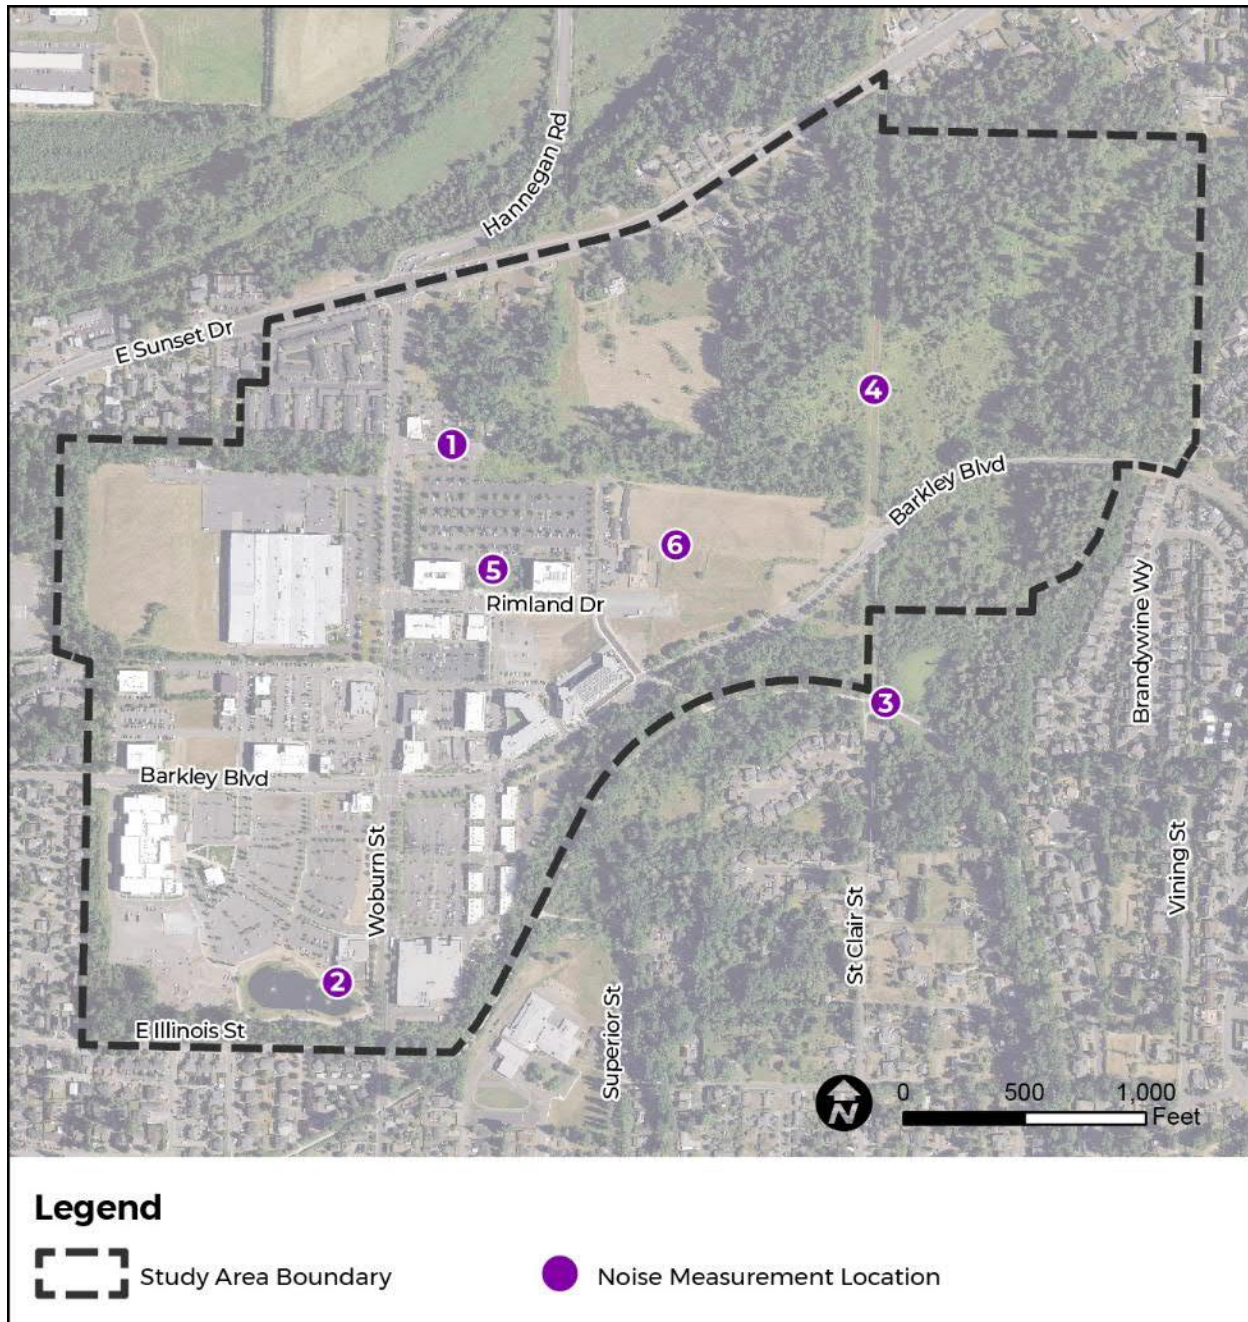 Hannegan Rd
E Sunset Dr
4
1
Barkley Blvd
6
5
Rimland Dr
Brandywine Wy
3
Barkley Blvd
Woburn St
Vining St
St Clair St
2
E Illinois St
Superior St
N
0 500 1,000
Feet
Legend
Study Area Boundary
Noise Measurement Location